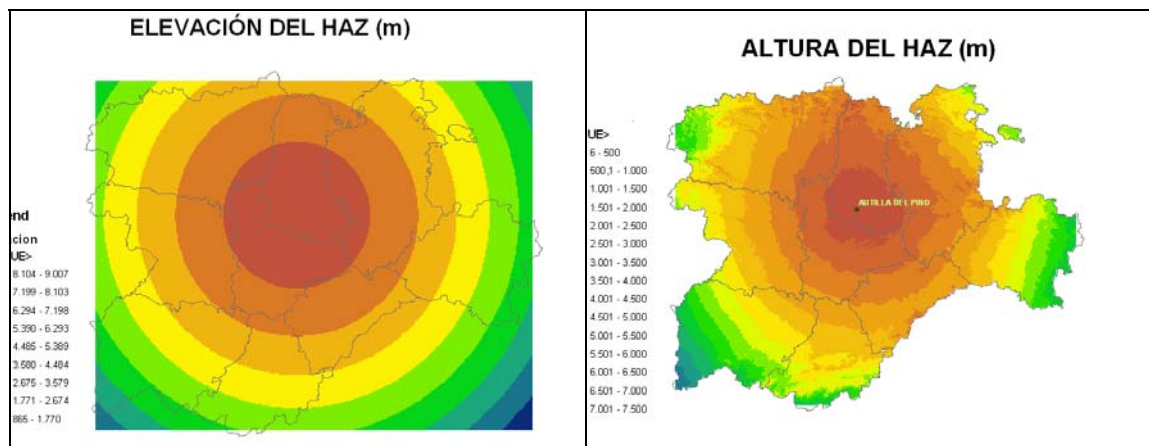 ELEVACIÓN DEL HAZ (m)
end
cion
UE>
8.104 - 9.007
7.199 - 8.103
6.294 - 7.198
5.390 - 6.293
4.485 - 5.389
3.580 - 4.484
2.675 - 3.579
1.771 - 2.674
865 - 1.770
ALTURA DEL HAZ (m)
UE>
6 - 500
500,1 - 1.000
1.001 - 1.500
1.501 - 2.000
2.001 - 2.500
2.501 - 3.000
3.001 - 3.500
3.501 - 4.000
4.001 - 4.500
4.501 - 5.000
5.001 - 5.500
5.501 - 6.000
6.001 - 6.500
6.501 - 7.000
7.001 - 7.500
AUTILLA DEL PINO